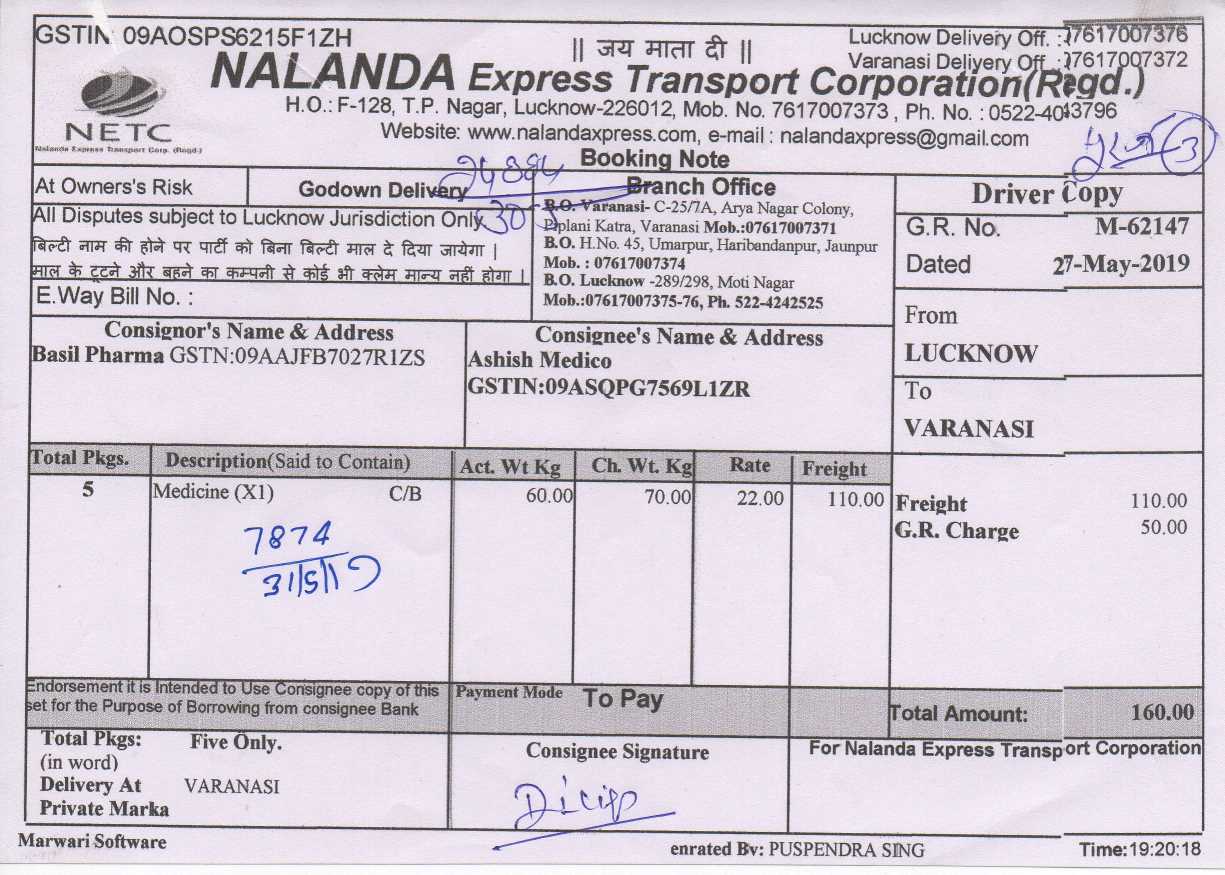 GSTIN: 09AOSPS6215F1ZH
|| जय माता दी ||
Lucknow Delivery Off. :17617007376
Varanasi Delivery Off :17617007372
NALANDA Express Transport Corporation(Regd.)
H.O.: F-128, T.P. Nagar, Lucknow-226012, Mob. No. 7617007373 , Ph. No. : 0522-4043796
Website: www.nalandaxpress.com, e-mail : nalandaxpress@gmail.com
NETC
Nalanda Express Transport Corp. (Regd.)
3
Booking Note
24884
30-5
At Owners's Risk
Godown Delivery
All Disputes subject to Lucknow Jurisdiction Only.
बिल्टी नाम की होने पर पार्टी को बिना बिल्टी माल दे दिया जायेगा |
माल के टूटने और बहने का कम्पनी से कोई भी क्लेम मान्य नहीं होगा |
E.Way Bill No. :
Branch Office
B.O. Varanasi- C-25/7A, Arya Nagar Colony,
Piplani Katra, Varanasi Mob.:07617007371
B.O. H.No. 45, Umarpur, Haribandanpur, Jaunpur
Mob. : 07617007374
B.O. Lucknow -289/298, Moti Nagar
Mob.:07617007375-76, Ph. 522-4242525
Driver Copy
G.R. No. M-62147
Dated 27-May-2019
From
LUCKNOW
To
VARANASI
Consignor's Name & Address
Basil Pharma GSTN:09AAJFB7027R1ZS
Consignee's Name & Address
Ashish Medico
GSTIN:09ASQPG7569L1ZR
Total Pkgs. Description(Said to Contain) Act. Wt Kg Ch. Wt. Kg Rate Freight
5 Medicine (X1) C/B 60.00 70.00 22.00 110.00
7874
31/5/19
Freight 110.00
G.R. Charge 50.00
Endorsement it is Intended to Use Consignee copy of this
set for the Purpose of Borrowing from consignee Bank
Payment Mode To Pay
Total Amount: 160.00
Total Pkgs: Five Only.
(in word)
Delivery At VARANASI
Private Marka
Consignee Signature
Dilip
For Nalanda Express Transport Corporation
Marwari Software
enrated By: PUSPENDRA SING
Time:19:20:18